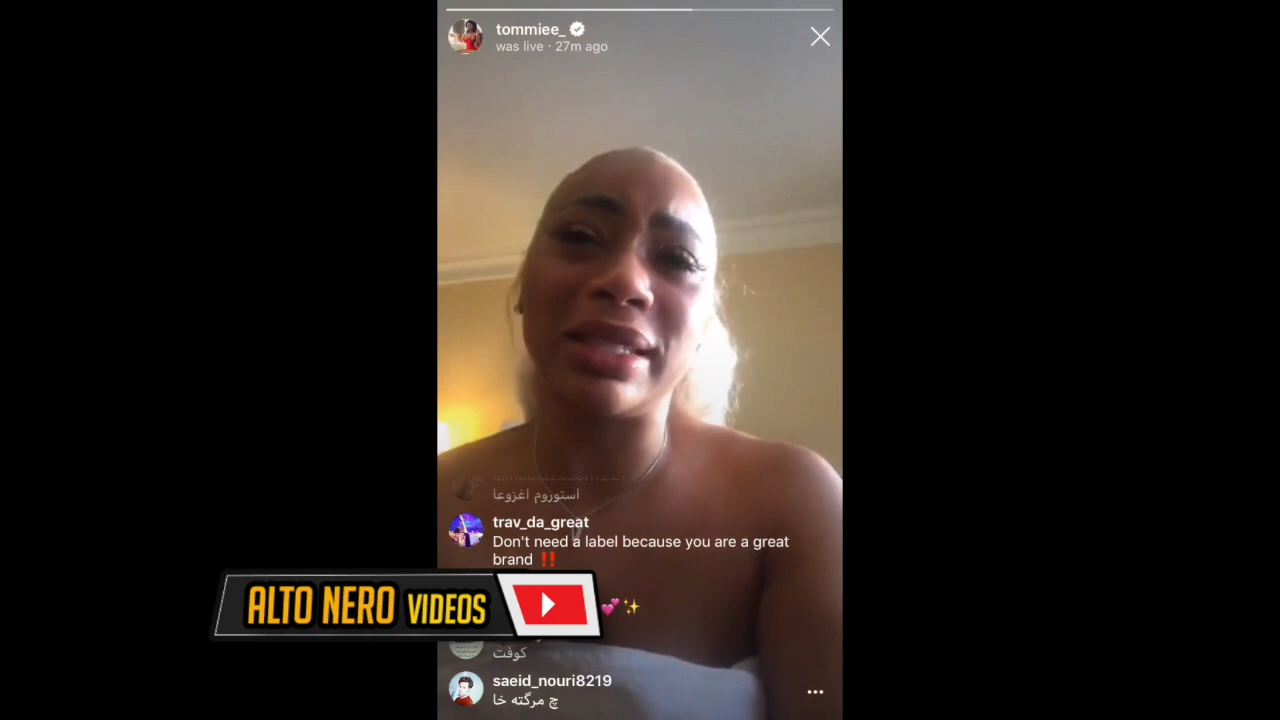 tommiee_
was live · 27m ago
استوروم اغزوعا
trav_da_great
Don't need a label because you are a great
brand ‼️
ALTO NERO VIDEOS
💕✨
كوفت
saeid_nouri8219
چ مرگته خا